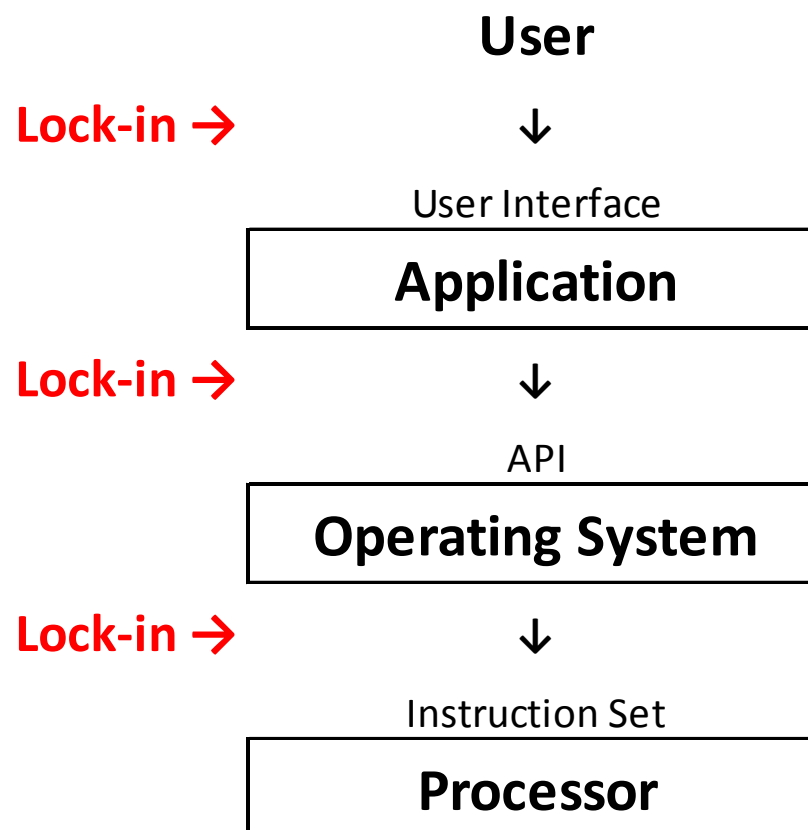 User
Lock-in → ↓
User Interface
Application
Lock-in → ↓
API
Operating System
Lock-in → ↓
Instruction Set
Processor